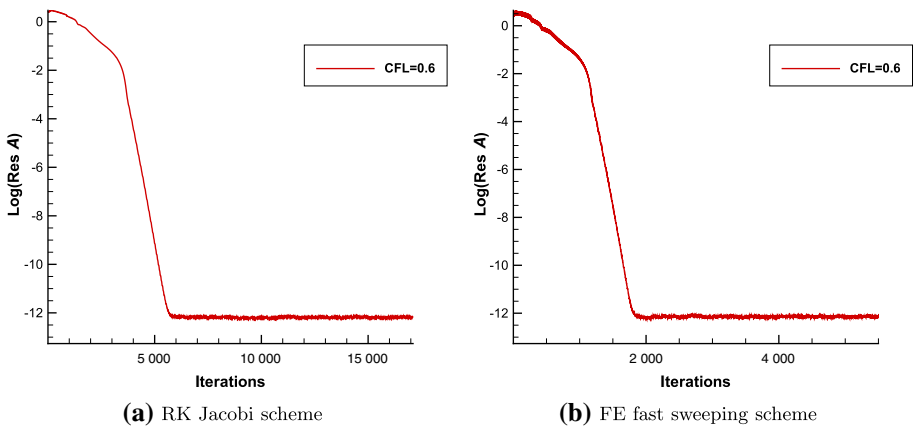 0
-2
-4
-6
-8
-10
-12
Log(Res A)
CFL=0.6
5 000
10 000
15 000
Iterations
(a) RK Jacobi scheme
0
-2
-4
-6
-8
-10
-12
Log(Res A)
CFL=0.6
2 000
4 000
Iterations
(b) FE fast sweeping scheme